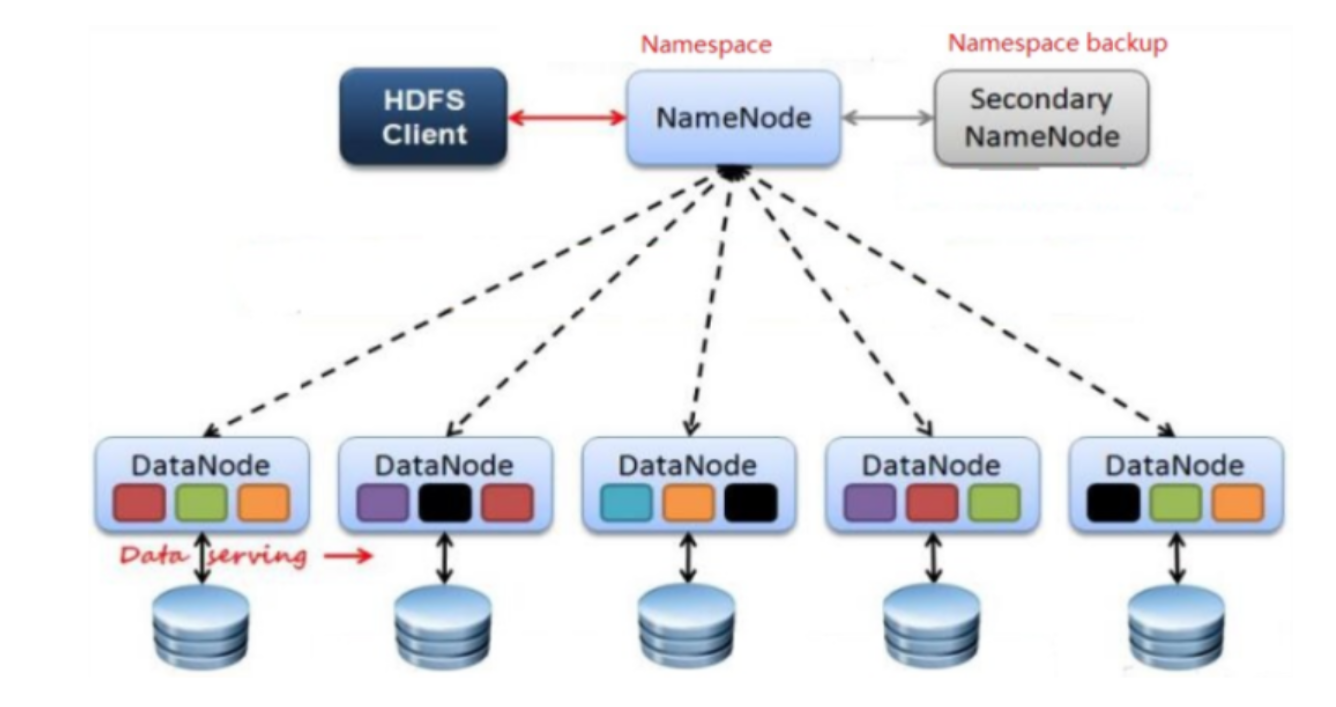 Namespace
Namespace backup
HDFS
Client
NameNode
Secondary
NameNode
DataNode
DataNode
DataNode
DataNode
DataNode
Data serving